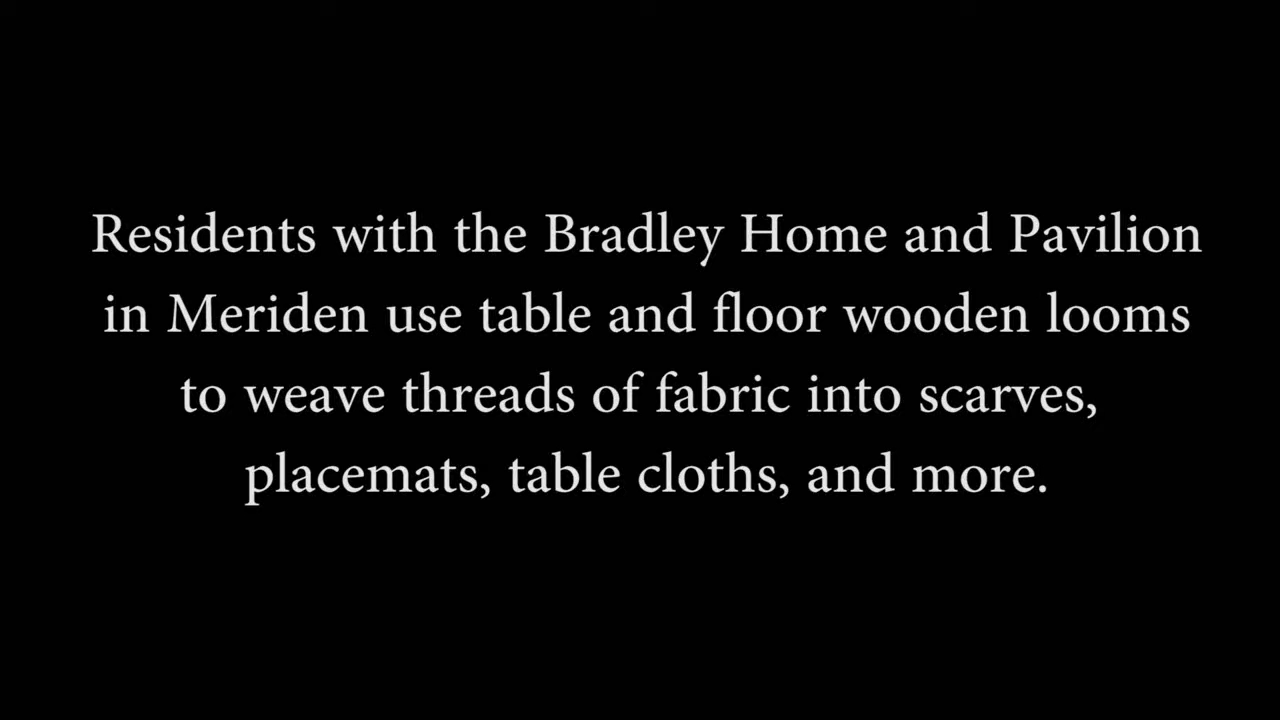 Residents with the Bradley Home and Pavilion
in Meriden use table and floor wooden looms
to weave threads of fabric into scarves,
placemats, table cloths, and more.